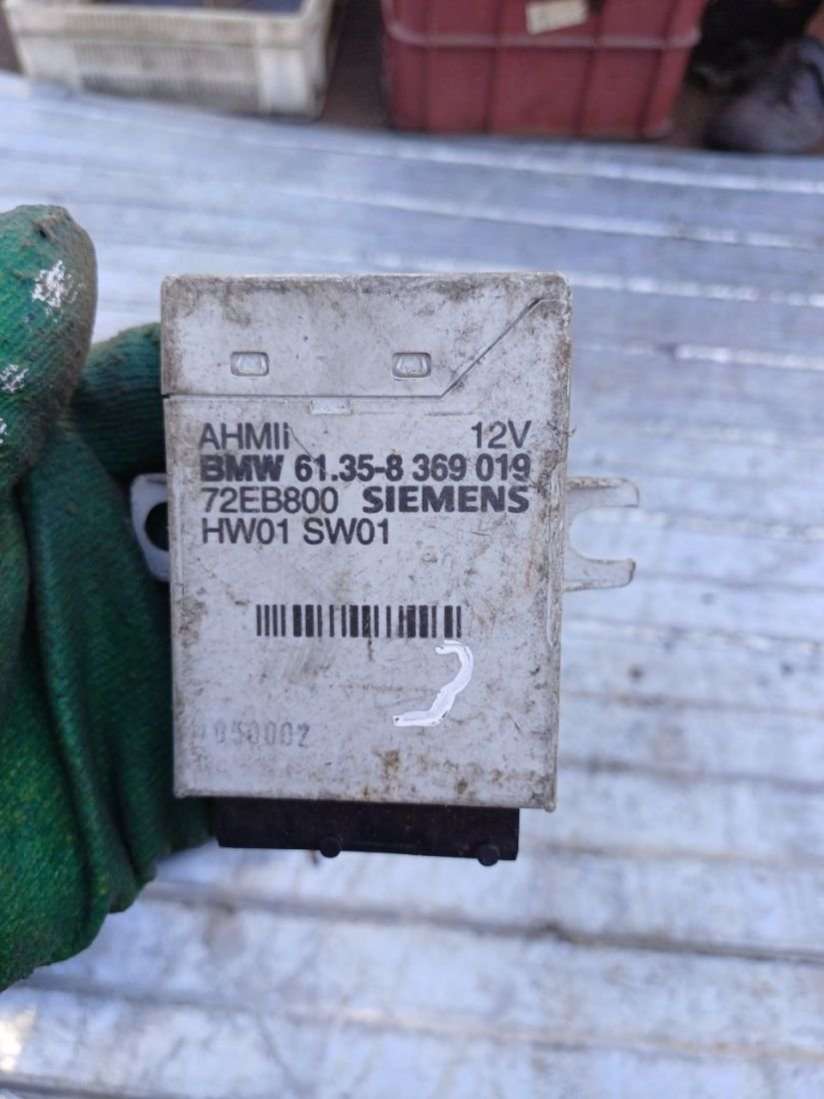 AHMIi 12V
BMW 61.35-8 369 019
72EB800 SIEMENS
HW01 SW01